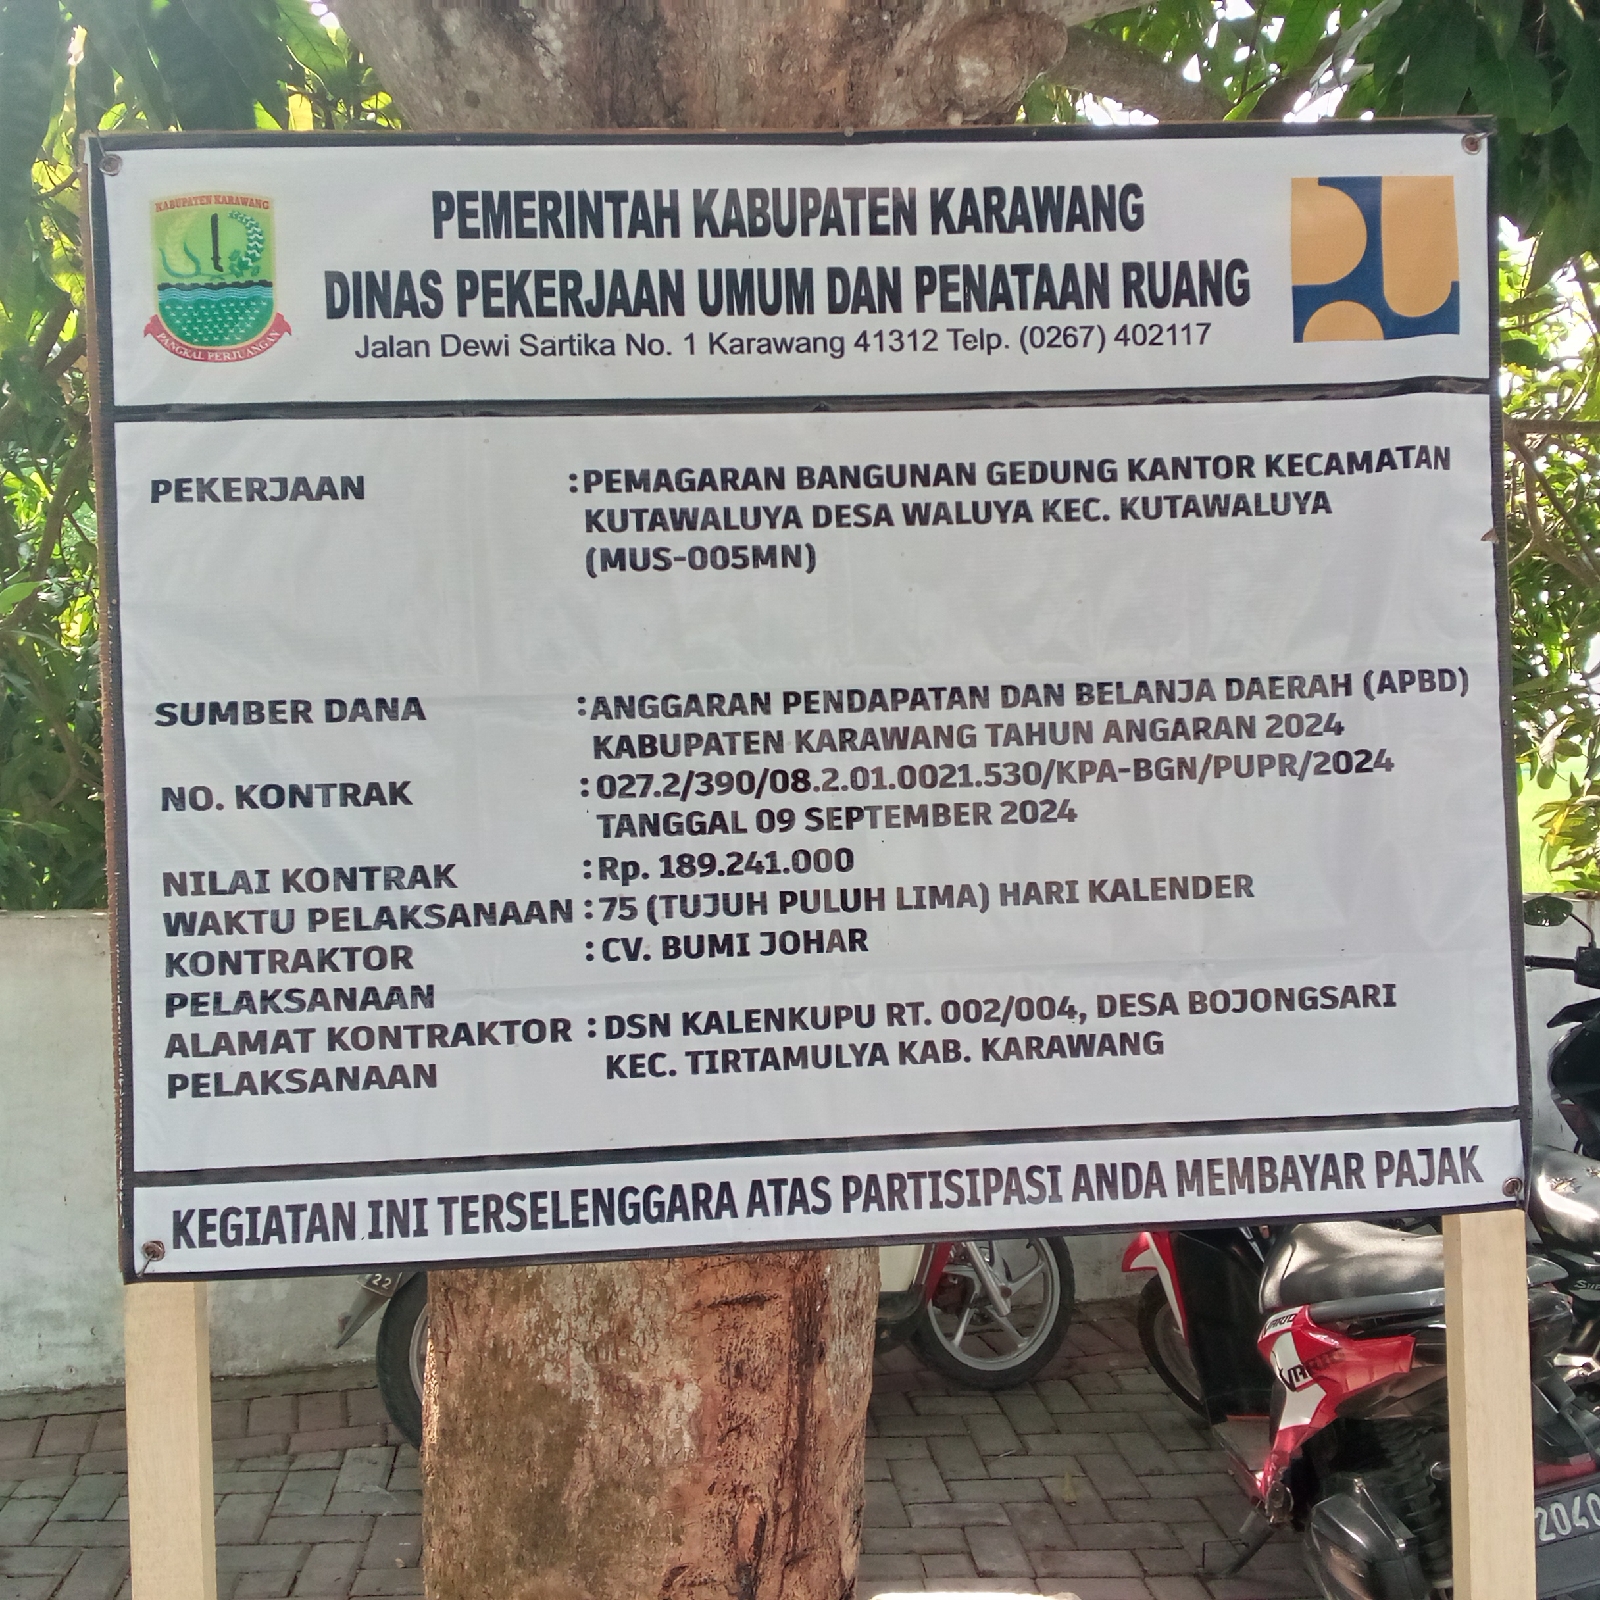 KABUPATEN KARAWANG
PANGKAL PERJUANGAN
PEMERINTAH KABUPATEN KARAWANG
DINAS PEKERJAAN UMUM DAN PENATAAN RUANG
Jalan Dewi Sartika No. 1 Karawang 41312 Telp. (0267) 402117
PEKERJAAN : PEMAGARAN BANGUNAN GEDUNG KANTOR KECAMATAN
KUTAWALUYA DESA WALUYA KEC. KUTAWALUYA
(MUS-005MN)
SUMBER DANA : ANGGARAN PENDAPATAN DAN BELANJA DAERAH (APBD)
KABUPATEN KARAWANG TAHUN ANGARAN 2024
NO. KONTRAK : 027.2/390/08.2.01.0021.530/KPA-BGN/PUPR/2024
TANGGAL 09 SEPTEMBER 2024
NILAI KONTRAK : Rp. 189.241.000
WAKTU PELAKSANAAN : 75 (TUJUH PULUH LIMA) HARI KALENDER
KONTRAKTOR : CV. BUMI JOHAR
PELAKSANAAN
ALAMAT KONTRAKTOR : DSN KALENKUPU RT. 002/004, DESA BOJONGSARI
PELAKSANAAN KEC. TIRTAMULYA KAB. KARAWANG
KEGIATAN INI TERSELENGGARA ATAS PARTISIPASI ANDA MEMBAYAR PAJAK
VARIO
2040